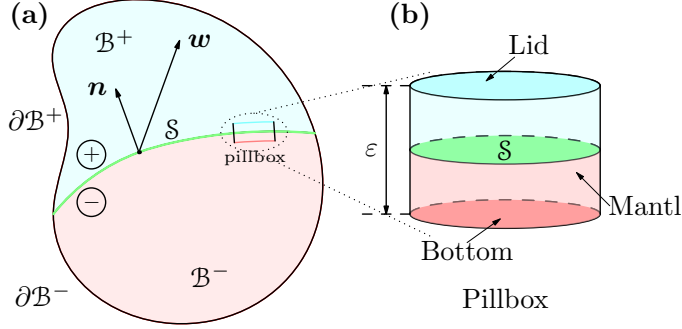 (a)
ℬ⁺
𝒘
𝒏
∂ℬ⁺
𝒮
+
pillbox
−
ℬ⁻
∂ℬ⁻
(b)
Lid
ε
𝒮
Mantl
Bottom
Pillbox